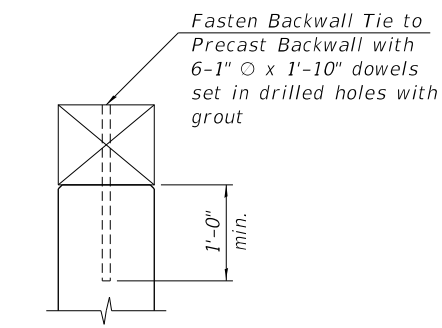 Fasten Backwall Tie to
Precast Backwall with
6-1" ∅ x 1'-10" dowels
set in drilled holes with
grout
1'-0"
min.